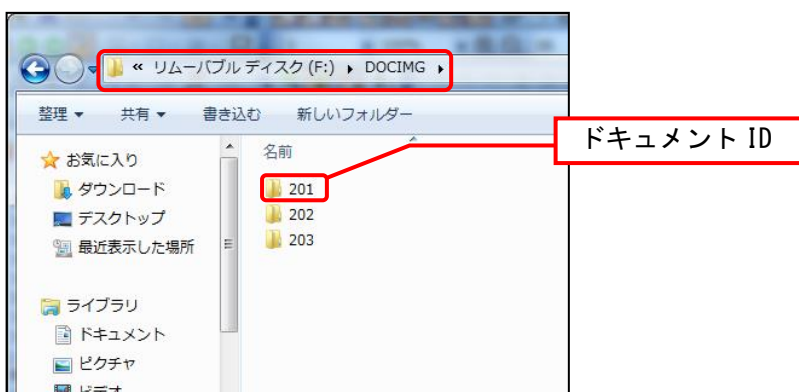 « リムーバブル ディスク (F:) ▸ DOCIMG ▸
整理 ▼ 共有 ▼ 書き込む 新しいフォルダー
ドキュメント ID
お気に入り
ダウンロード
デスクトップ
最近表示した場所
ライブラリ
ドキュメント
ピクチャ
ビデオ
名前
201
202
203